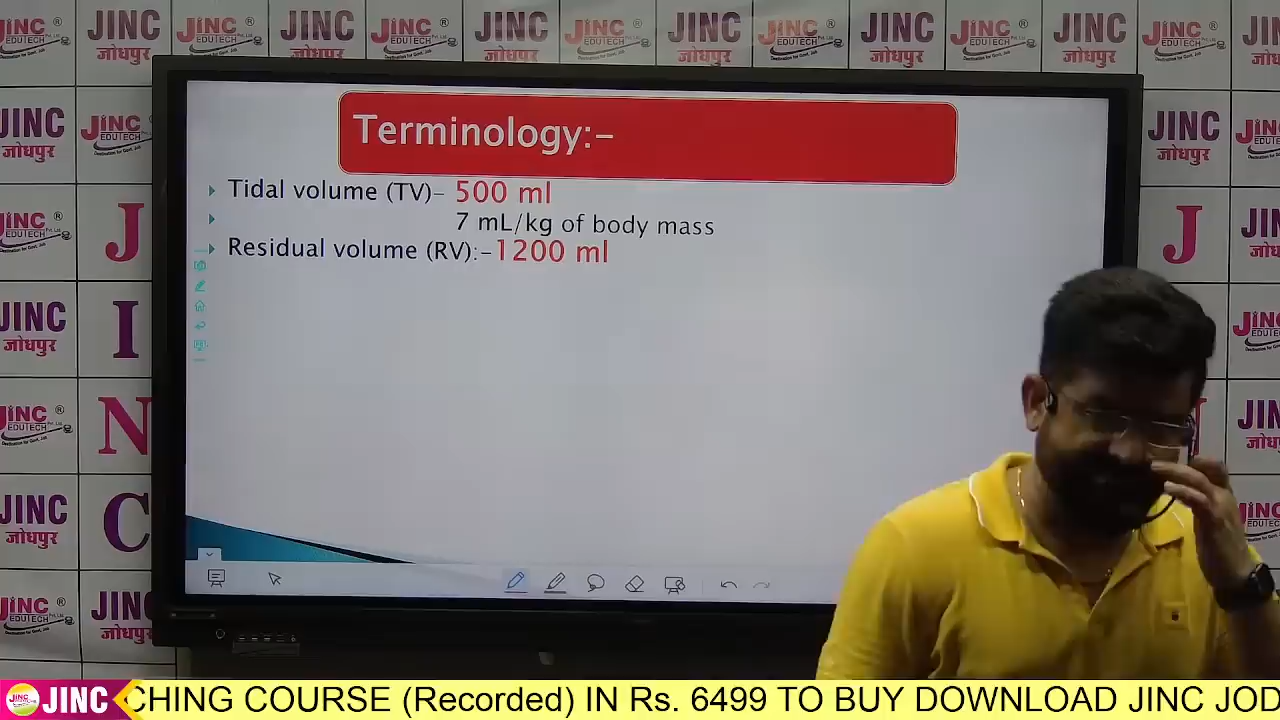 JINC जोधपुर
JINC EDUTECH
Terminology:-
Tidal volume (TV)- 500 ml
7 mL/kg of body mass
Residual volume (RV):-1200 ml
J
I
N
C
J
JINC
CHING COURSE (Recorded) IN Rs. 6499 TO BUY DOWNLOAD JINC JOD